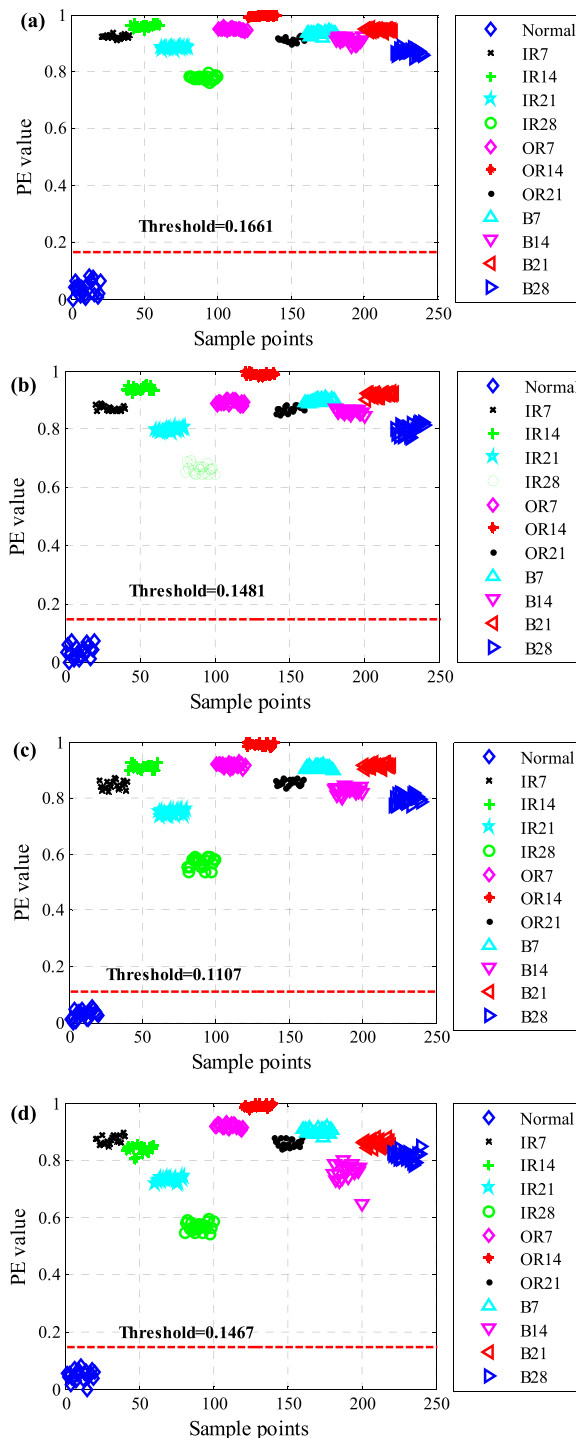 (a)
PE value
1
0.8
0.6
0.4
0.2
0
Threshold=0.1661
0 50 100 150 200 250
Sample points
Normal
IR7
IR14
IR21
IR28
OR7
OR14
OR21
B7
B14
B21
B28
(b)
PE value
1
0.8
0.6
0.4
0.2
0
Threshold=0.1481
0 50 100 150 200 250
Sample points
Normal
IR7
IR14
IR21
IR28
OR7
OR14
OR21
B7
B14
B21
B28
(c)
PE value
1
0.8
0.6
0.4
0.2
0
Threshold=0.1107
0 50 100 150 200 250
Sample points
Normal
IR7
IR14
IR21
IR28
OR7
OR14
OR21
B7
B14
B21
B28
(d)
PE value
1
0.8
0.6
0.4
0.2
0
Threshold=0.1467
0 50 100 150 200 250
Sample points
Normal
IR7
IR14
IR21
IR28
OR7
OR14
OR21
B7
B14
B21
B28